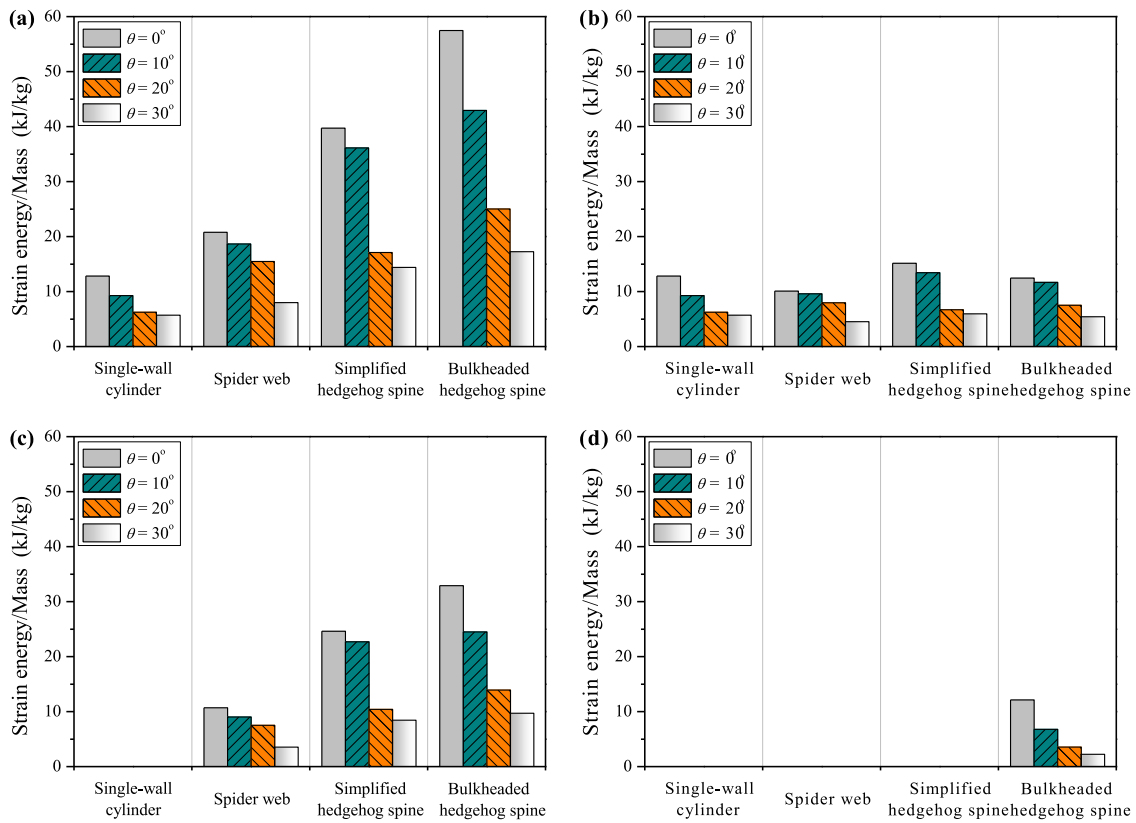 (a)
θ = 0°
θ = 10°
θ = 20°
θ = 30°
Strain energy/Mass (kJ/kg)
60
50
40
30
20
10
0
Single-wall
cylinder
Spider web
Simplified
hedgehog spine
Bulkheaded
hedgehog spine
(b)
θ = 0°
θ = 10°
θ = 20°
θ = 30°
Strain energy/Mass (kJ/kg)
60
50
40
30
20
10
0
Single-wall
cylinder
Spider web
Simplified
hedgehog spine
Bulkheaded
hedgehog spine
(c)
θ = 0°
θ = 10°
θ = 20°
θ = 30°
Strain energy/Mass (kJ/kg)
60
50
40
30
20
10
0
Single-wall
cylinder
Spider web
Simplified
hedgehog spine
Bulkheaded
hedgehog spine
(d)
θ = 0°
θ = 10°
θ = 20°
θ = 30°
Strain energy/Mass (kJ/kg)
60
50
40
30
20
10
0
Single-wall
cylinder
Spider web
Simplified
hedgehog spine
Bulkheaded
hedgehog spine